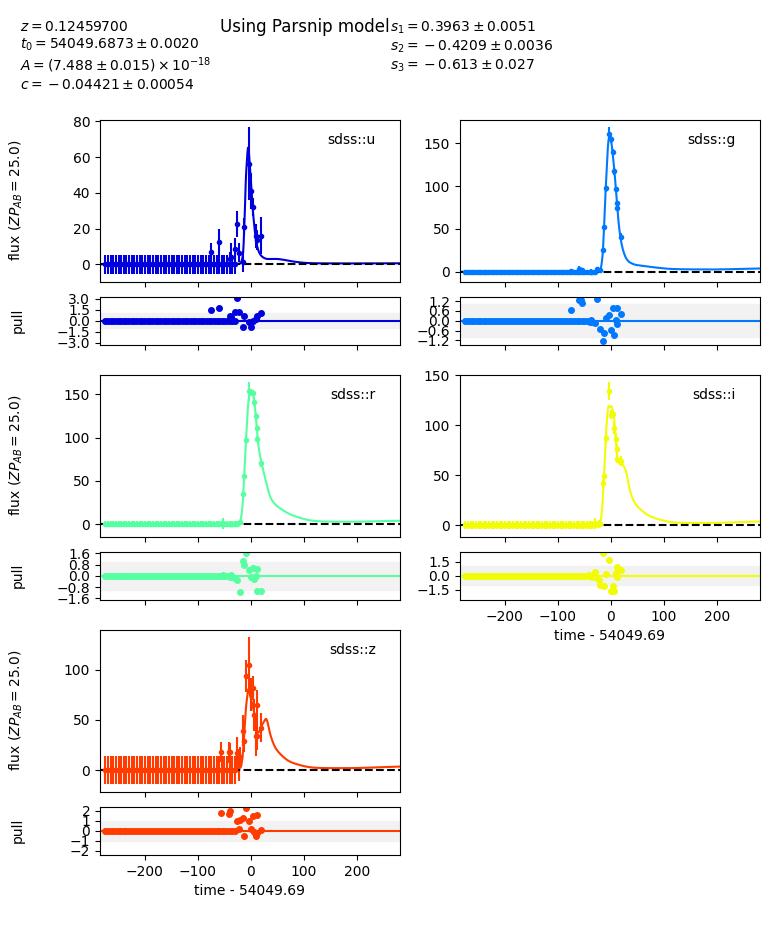 Using Parsnip model
z = 0.12459700
t₀ = 54049.6873 ± 0.0020
A = (7.488 ± 0.015) × 10⁻¹⁸
c = −0.04421 ± 0.00054
s₁ = 0.3963 ± 0.0051
s₂ = −0.4209 ± 0.0036
s₃ = −0.613 ± 0.027
flux (ZP_AB = 25.0)
80
60
40
20
0
sdss::u
150
100
50
0
sdss::g
pull
3.0
1.5
0.0
−1.5
−3.0
1.2
0.6
0.0
−0.6
−1.2
flux (ZP_AB = 25.0)
150
100
50
0
sdss::r
150
100
50
0
sdss::i
pull
1.6
0.8
0.0
−0.8
−1.6
1.5
0.0
−1.5
−200 −100 0 100 200
time - 54049.69
flux (ZP_AB = 25.0)
100
50
0
sdss::z
pull
2
1
0
−1
−2
−200 −100 0 100 200
time - 54049.69